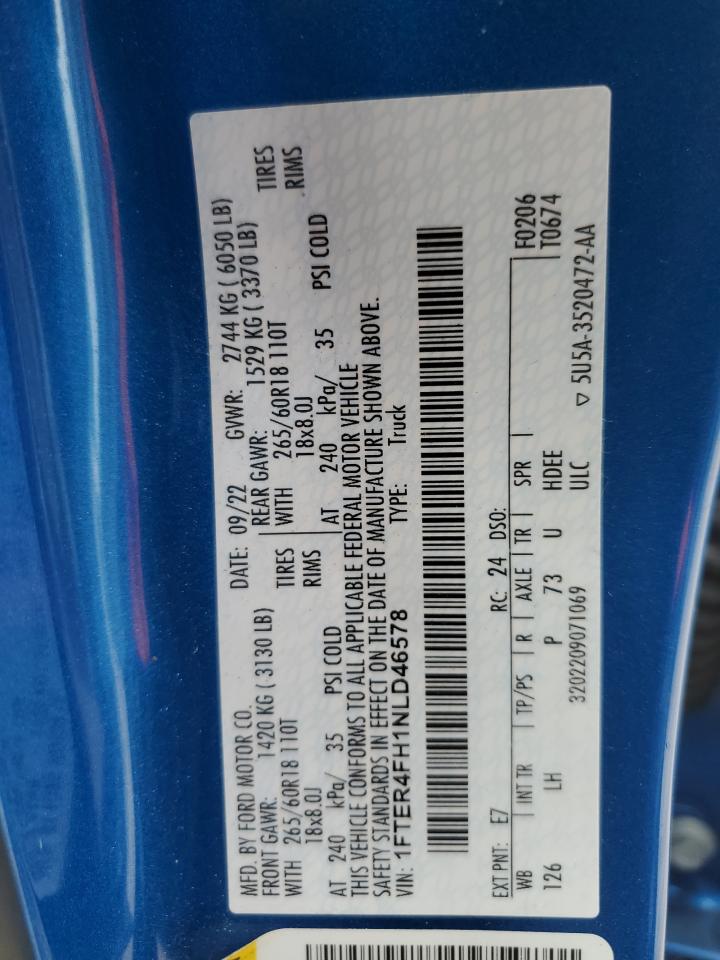 MFD. BY FORD MOTOR CO.
DATE: 09/22 GVWR: 2744 KG ( 6050 LB)
FRONT GAWR: 1420 KG ( 3130 LB) REAR GAWR: 1529 KG ( 3370 LB)
WITH 265/60R18 110T TIRES WITH 265/60R18 110T TIRES
18x8.0J RIMS 18x8.0J RIMS
AT 240 kPa/ 35 PSI COLD AT 240 kPa/ 35 PSI COLD
THIS VEHICLE CONFORMS TO ALL APPLICABLE FEDERAL MOTOR VEHICLE
SAFETY STANDARDS IN EFFECT ON THE DATE OF MANUFACTURE SHOWN ABOVE.
VIN: 1FTER4FH1NLD46578 TYPE: Truck
EXT PNT: E7 RC: 24 DSO: F0206
WB INT TR TP/PS R AXLE TR SPR T0674
126 LH P 73 U HDEE
ULC
3202209071069 ▽ 5U5A-3520472-AA